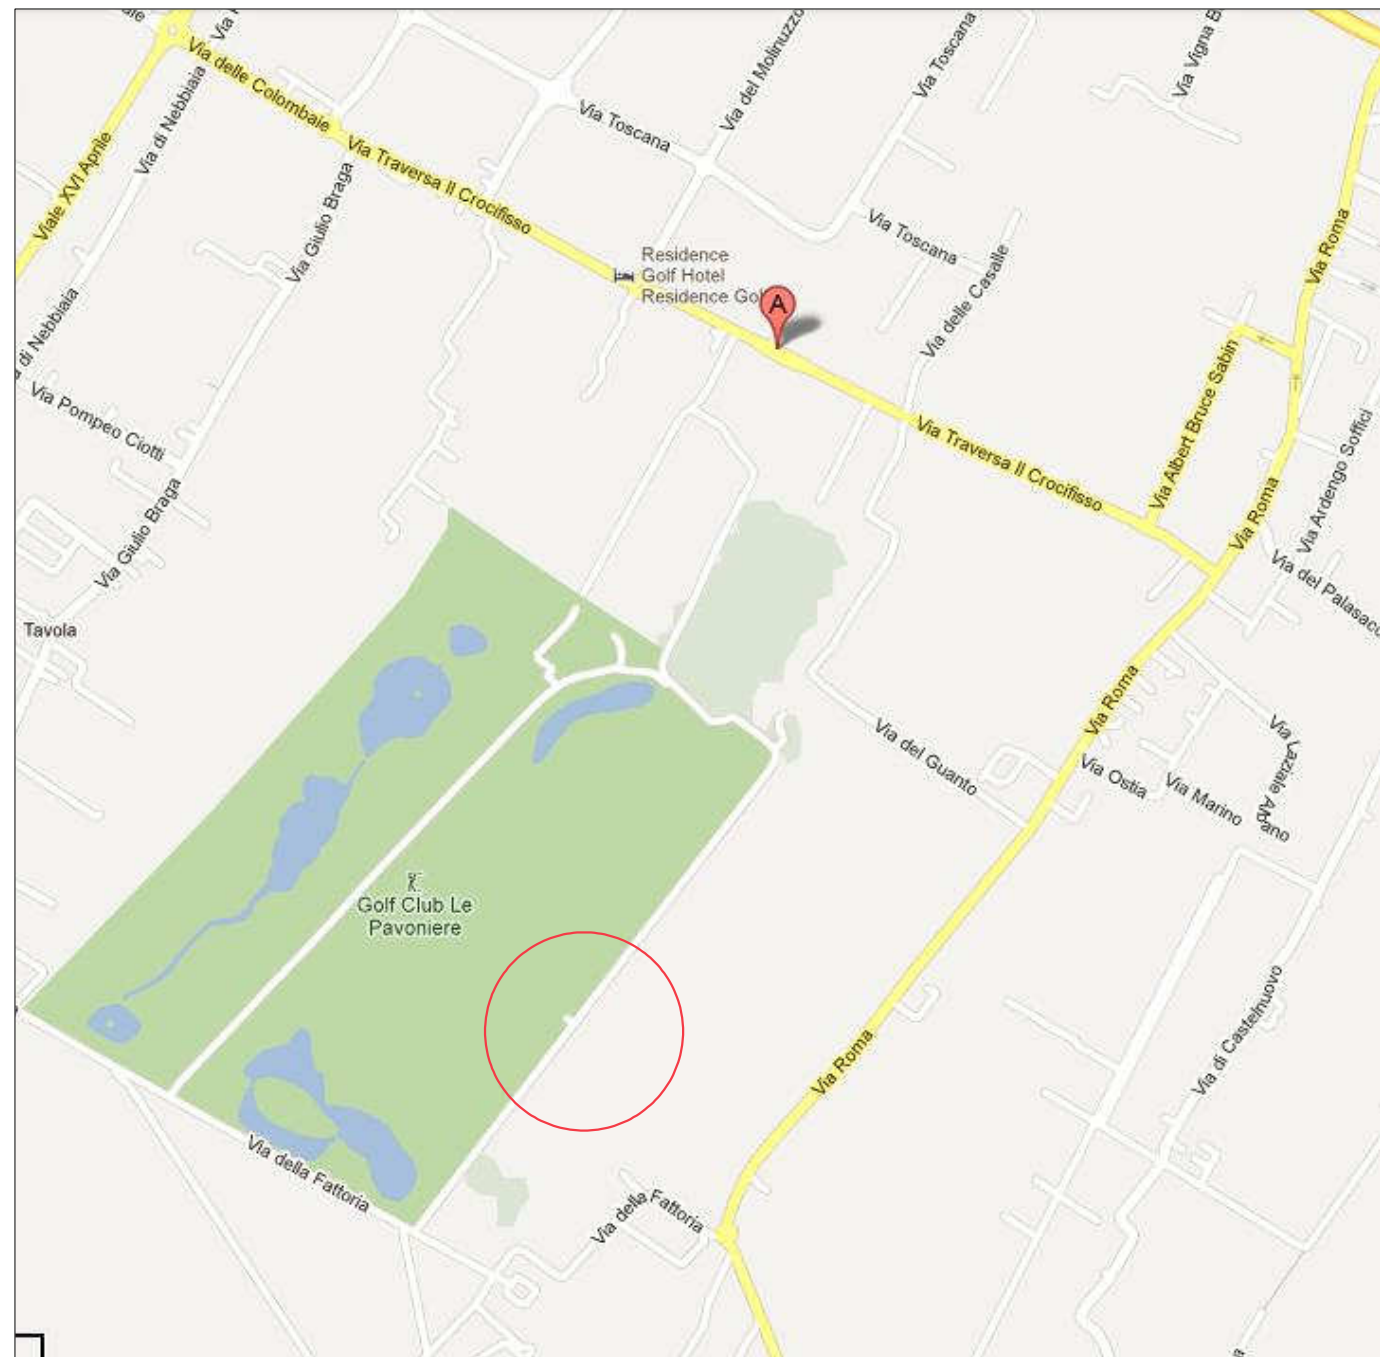 Via delle Colombaie
Via di Nebbiaia
Viale XVI Aprile
Via Traversa Il Crocifisso
Via Giulio Braga
Via Toscana
Via del Molinuzzo
Via Toscana
Via Vigna B
Via Toscana
Via delle Casalle
Via Roma
Residence
Golf Hotel
Residence Gol
A
di Nebbiaia
Via Pompeo Ciotti
Via Giulio Braga
Via Albert Bruce Sabin
Via Traversa Il Crocifisso
Via Roma
Via Ardengo Soffici
Via del Palasacc
Tavola
Via Roma
Via del Guanto
Via Ostia
Via Marino
Via Laziale Albano
Golf Club Le
Pavoniere
Via Roma
Via di Castelnuovo
Via della Fattoria
Via della Fattoria